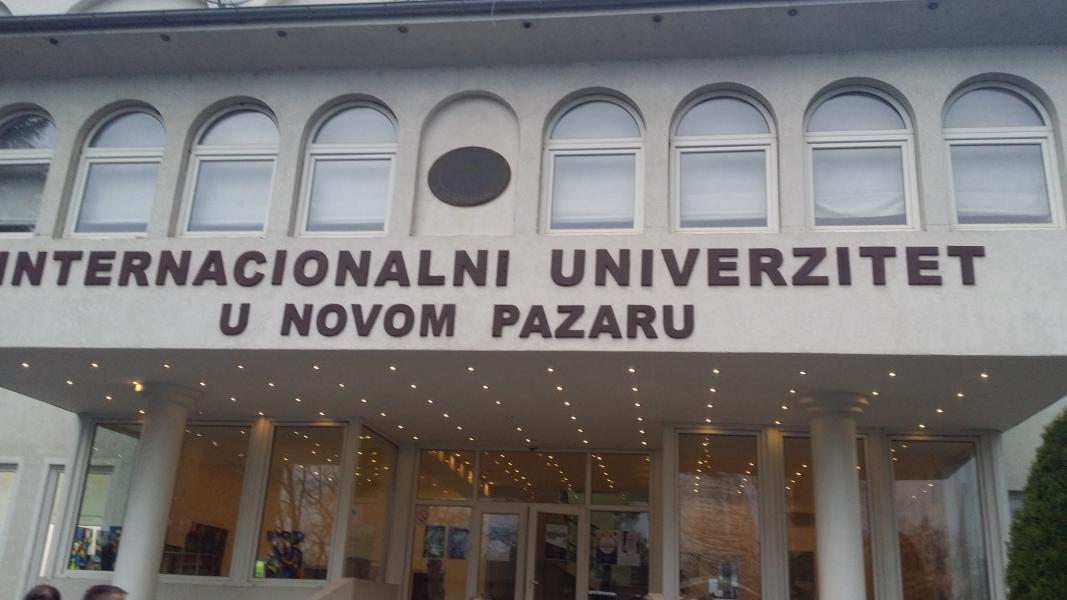 INTERNACIONALNI UNIVERZITET
U NOVOM PAZARU